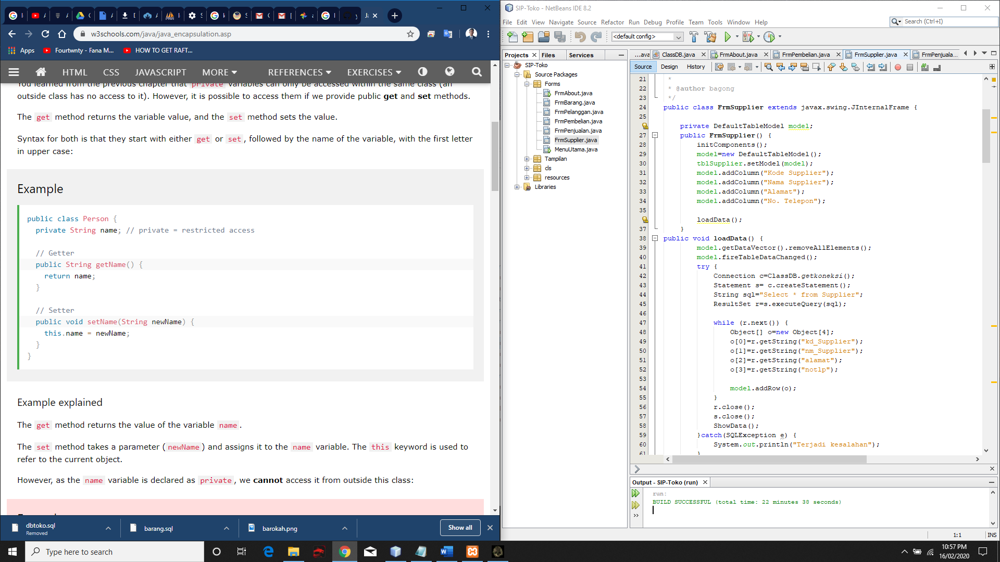 w3schools.com/java/java_encapsulation.asp
Apps
Fourtwnty - Fana M...
HOW TO GET RAFT...
HTML
CSS
JAVASCRIPT
MORE
REFERENCES
EXERCISES
You learned from the previous chapter that private variables can only be accessed within the same class (an
outside class has no access to it). However, it is possible to access them if we provide public get and set methods.
The get method returns the variable value, and the set method sets the value.
Syntax for both is that they start with either get or set, followed by the name of the variable, with the first letter
in upper case:
Example
public class Person {
private String name; // private = restricted access
// Getter
public String getName() {
return name;
}
// Setter
public void setName(String newName) {
this.name = newName;
}
}
Example explained
The get method returns the value of the variable name.
The set method takes a parameter (newName) and assigns it to the name variable. The this keyword is used to
refer to the current object.
However, as the name variable is declared as private, we cannot access it from outside this class:
dbtoko.sql
Removed
barang.sql
barokah.png
Show all
SIP-Toko - NetBeans IDE 8.2
File Edit View Navigate Source Refactor Run Debug Profile Team Tools Window Help
Search (Ctrl+I)
<default config>
Projects
Files
Services
SIP-Toko
Source Packages
Forms
FrmAbout.java
FrmBarang.java
FrmPelanggan.java
FrmPembelian.java
FrmPenjualan.java
FrmSupplier.java
MenuUtama.java
Tampilan
cls
resources
Libraries
...ava
ClassDB.java
FrmAbout.java
FrmPembelian.java
FrmSupplier.java
FrmPenjuala...
Source
Design
History
21 *
22 * @author bagong
23 */
24 public class FrmSupplier extends javax.swing.JInternalFrame {
25
private DefaultTableModel model;
27 public FrmSupplier() {
28 initComponents();
29 model=new DefaultTableModel();
30 tblSupplier.setModel(model);
31 model.addColumn("Kode Supplier");
32 model.addColumn("Nama Supplier");
33 model.addColumn("Alamat");
34 model.addColumn("No. Telepon");
35
loadData();
37 }
38 public void loadData() {
39 model.getDataVector().removeAllElements();
40 model.fireTableDataChanged();
41 try {
42 Connection c=ClassDB.getkoneksi();
43 Statement s= c.createStatement();
44 String sql="Select * from Supplier";
45 ResultSet r=s.executeQuery(sql);
46
47 while (r.next()) {
48 Object[] o=new Object[4];
49 o[0]=r.getString("kd_Supplier");
50 o[1]=r.getString("nm_Supplier");
51 o[2]=r.getString("alamat");
52 o[3]=r.getString("notlp");
53
54 model.addRow(o);
55 }
56 r.close();
57 s.close();
58 ShowData();
59 }catch(SQLException e) {
60 System.out.println("Terjadi kesalahan");
61 }
Output - SIP-Toko (run)
run:
BUILD SUCCESSFUL (total time: 22 minutes 38 seconds)
1:1
INS
Type here to search
10:57 PM
16/02/2020